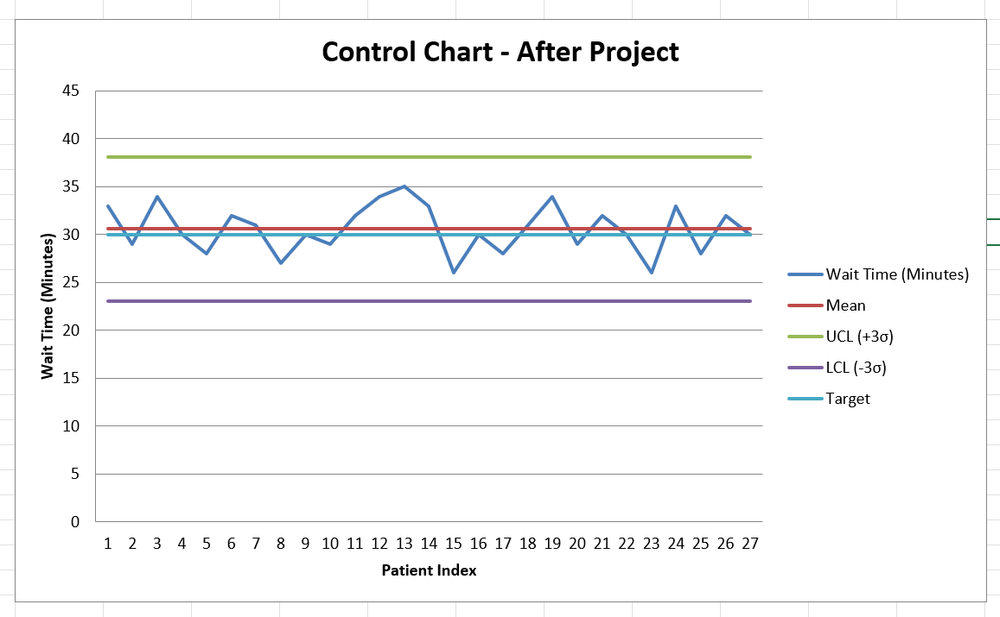 Control Chart - After Project
45
40
35
30
25
20
15
10
5
0
Wait Time (Minutes)
1 2 3 4 5 6 7 8 9 10 11 12 13 14 15 16 17 18 19 20 21 22 23 24 25 26 27
Patient Index
Wait Time (Minutes)
Mean
UCL (+3σ)
LCL (-3σ)
Target